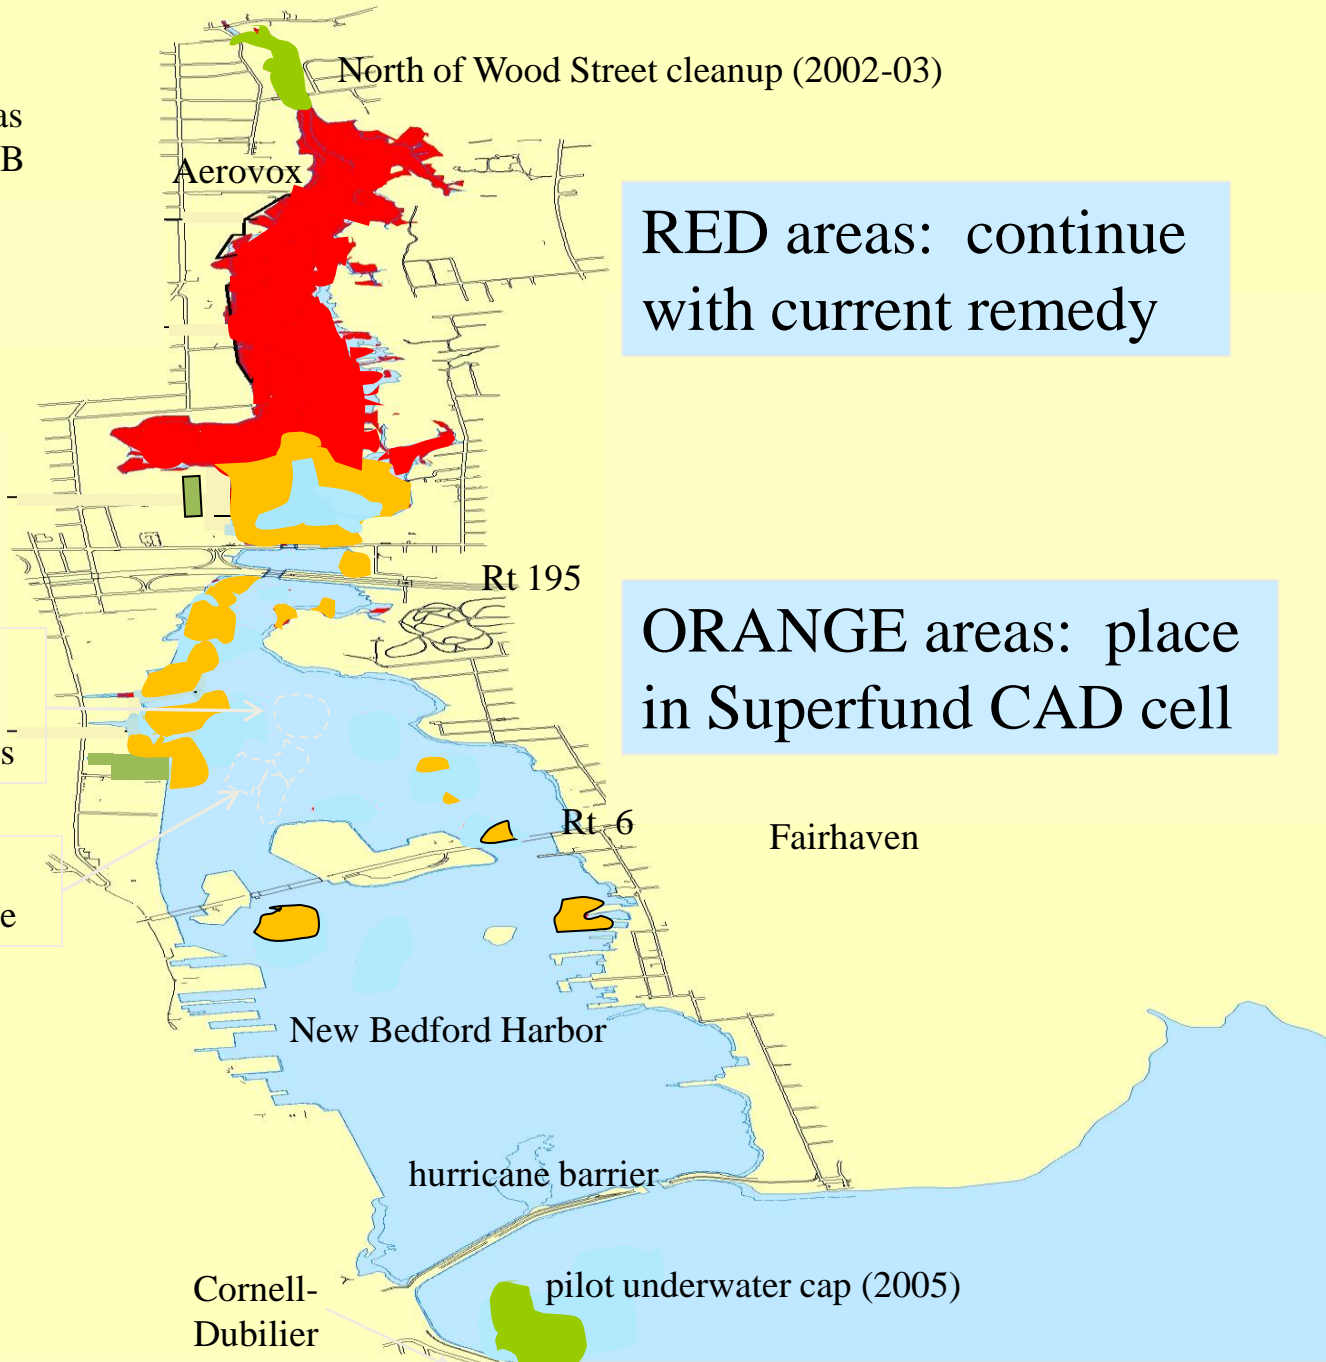 North of Wood Street cleanup (2002-03)
as
B
Aerovox
RED areas: continue
with current remedy
Rt 195
ORANGE areas: place
in Superfund CAD cell
s
Rt 6
Fairhaven
e
New Bedford Harbor
hurricane barrier
Cornell-
Dubilier
pilot underwater cap (2005)